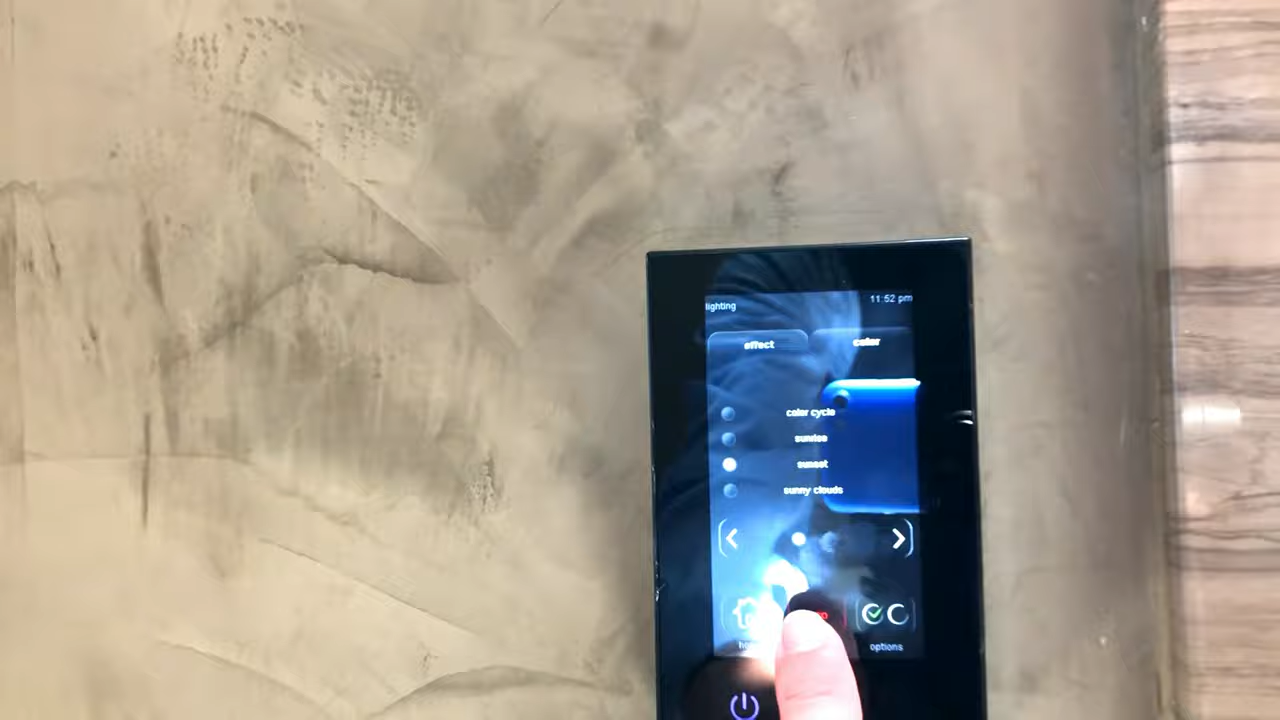 lighting
11:52 pm
effect
color
color cycle
sunrise
sunset
sunny clouds
options